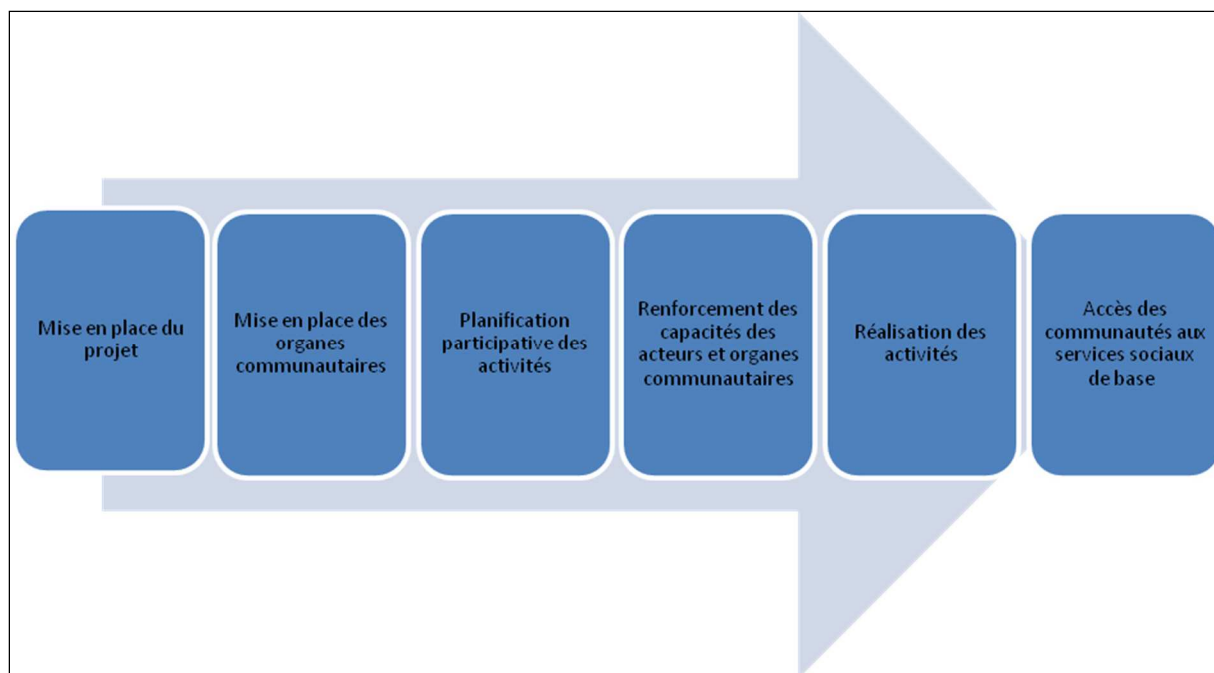 Mise en place du
projet
Mise en place des
organes
communautaires
Planification
participative des
activités
Renforcement des
capacités des
acteurs et organes
communautaires
Réalisation des
activités
Accès des
communautés aux
services sociaux
de base